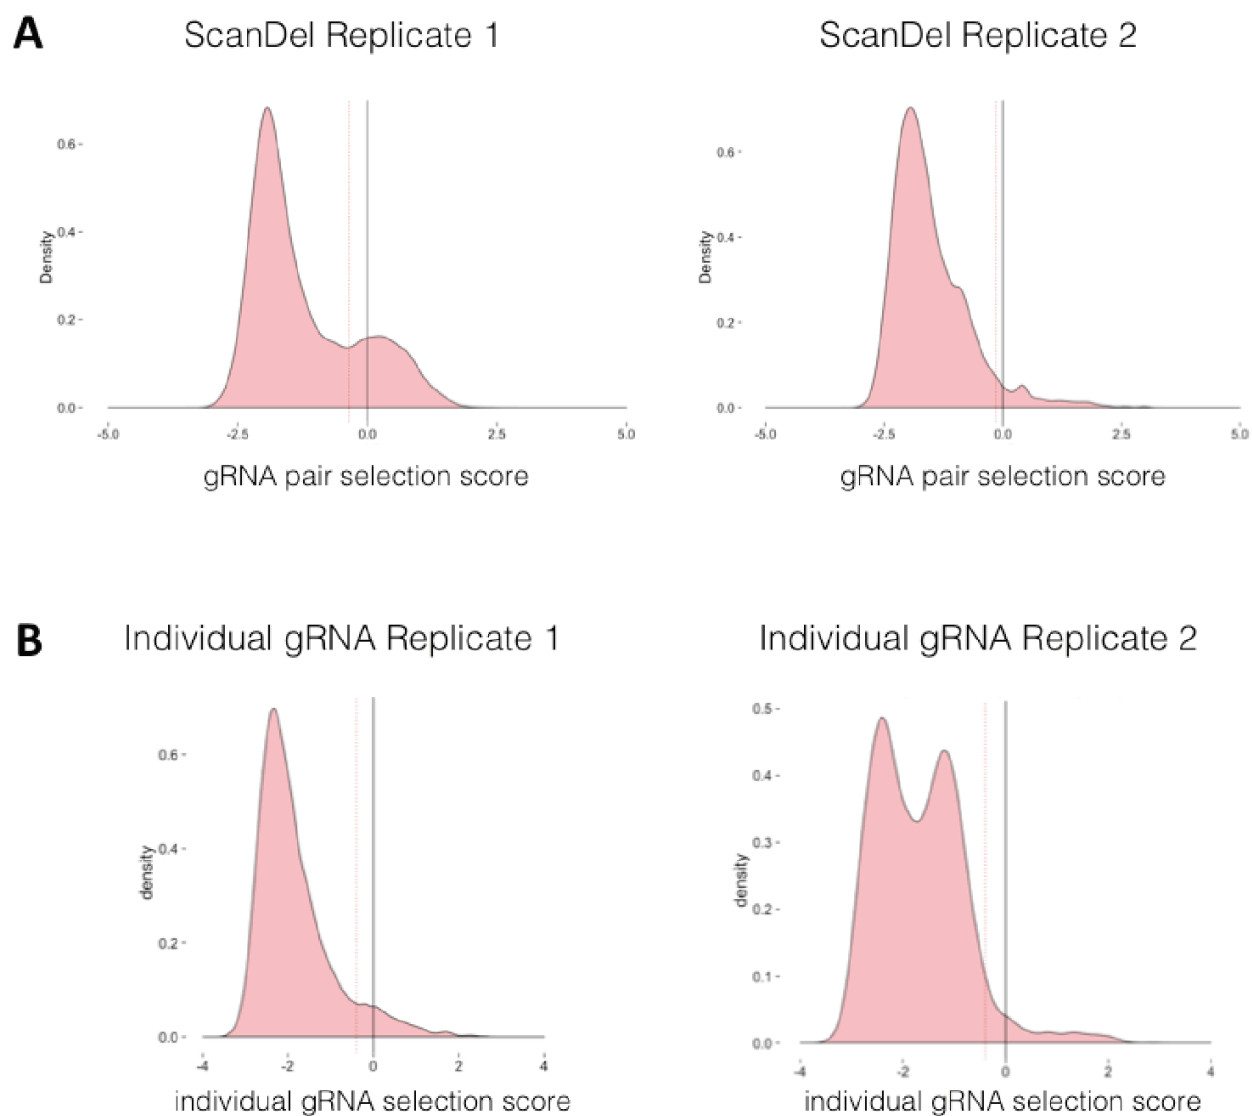 A
ScanDel Replicate 1
ScanDel Replicate 2
Density
0.6
0.4
0.2
0.0
-5.0 -2.5 0.0 2.5 5.0
gRNA pair selection score
Density
0.6
0.4
0.2
0.0
-5.0 -2.5 0.0 2.5 5.0
gRNA pair selection score
B
Individual gRNA Replicate 1
Individual gRNA Replicate 2
density
0.6
0.4
0.2
0.0
-4 -2 0 2 4
individual gRNA selection score
density
0.5
0.4
0.3
0.2
0.1
0.0
-4 -2 0 2 4
individual gRNA selection score